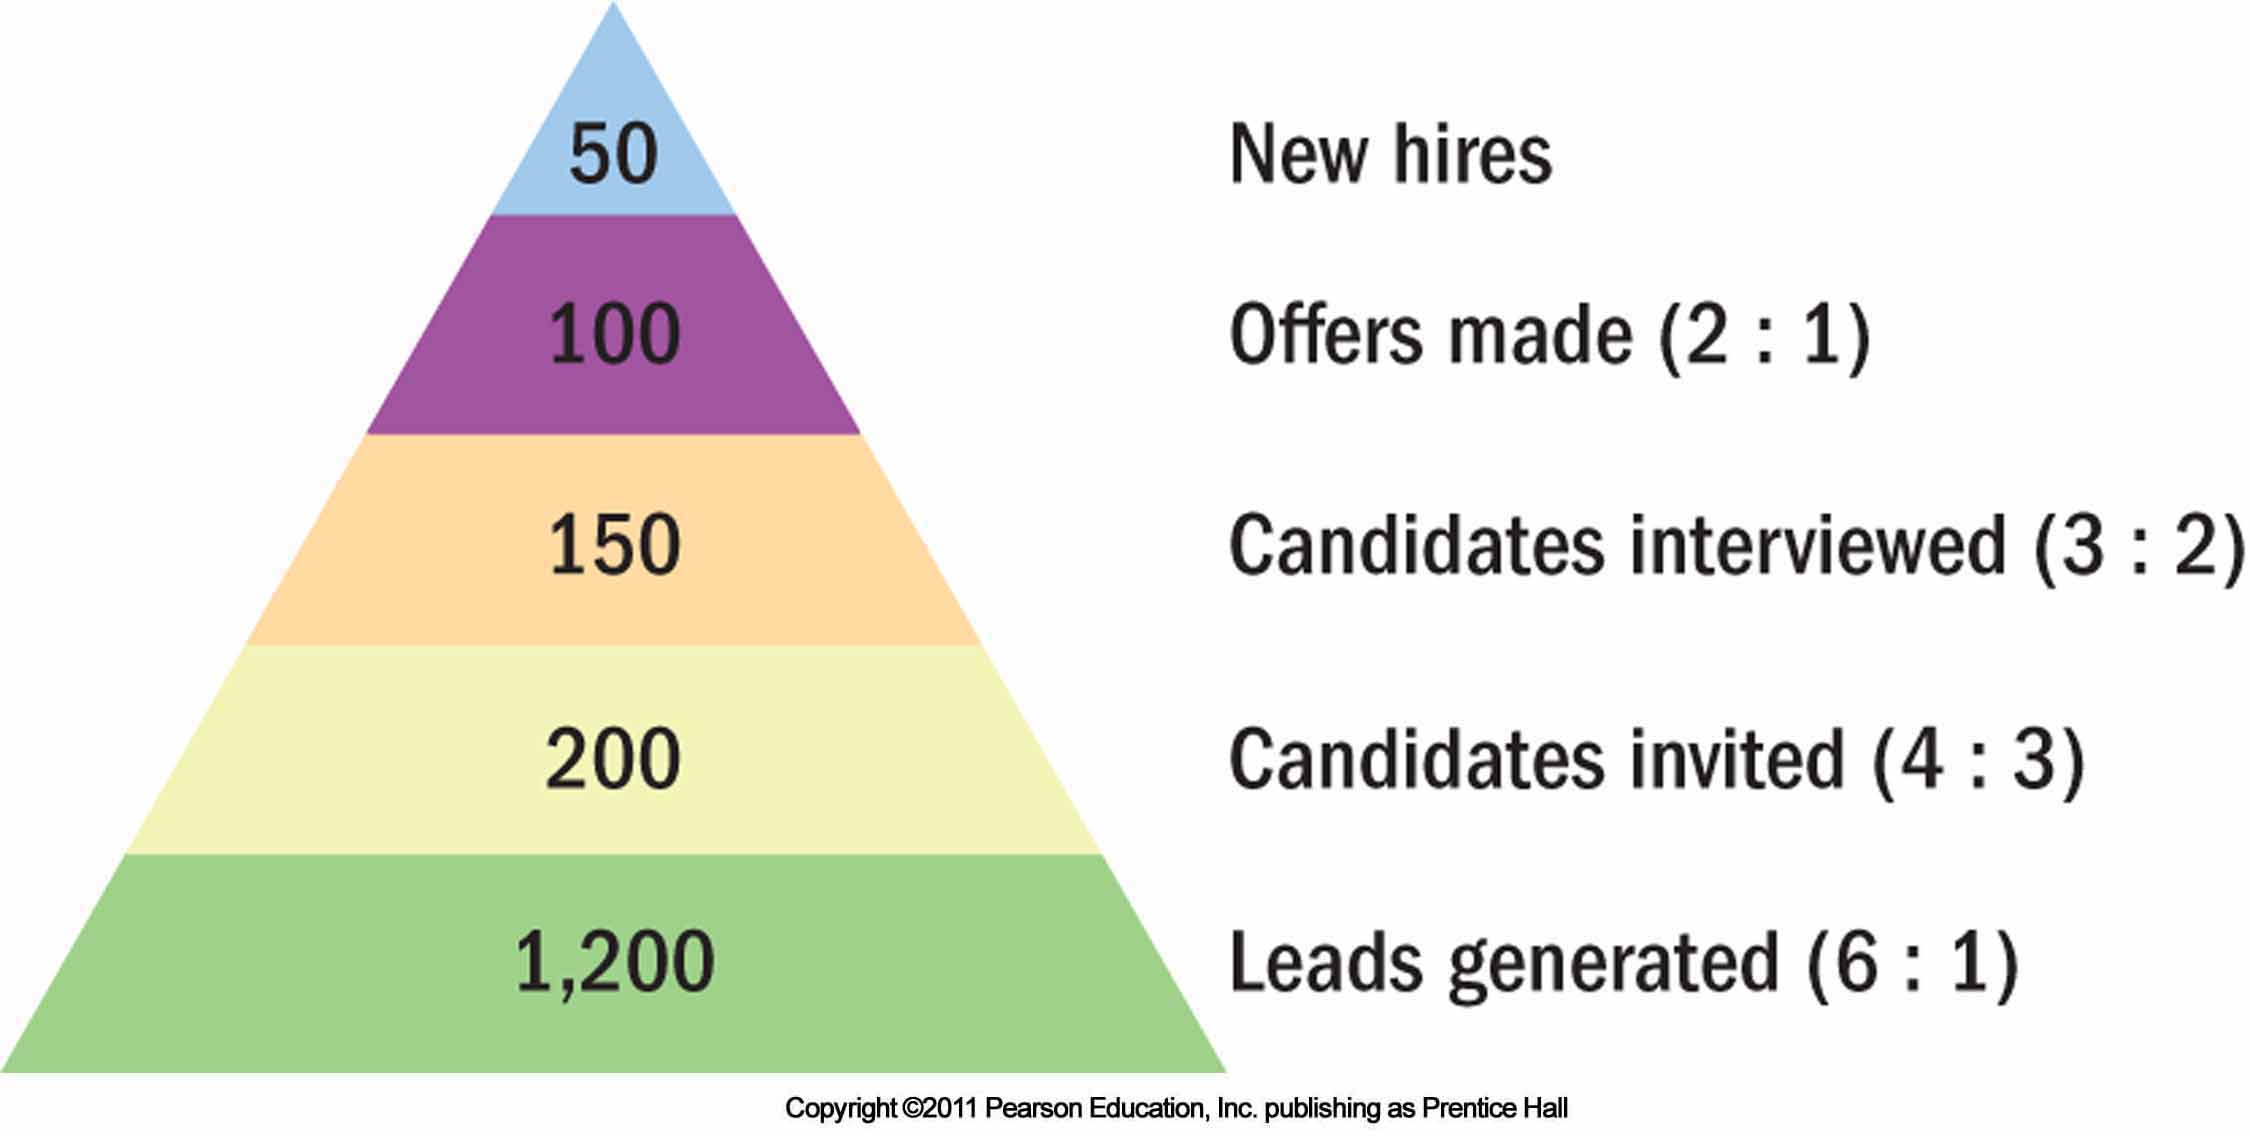 50 New hires
100 Offers made (2 : 1)
150 Candidates interviewed (3 : 2)
200 Candidates invited (4 : 3)
1,200 Leads generated (6 : 1)
Copyright ©2011 Pearson Education, Inc. publishing as Prentice Hall